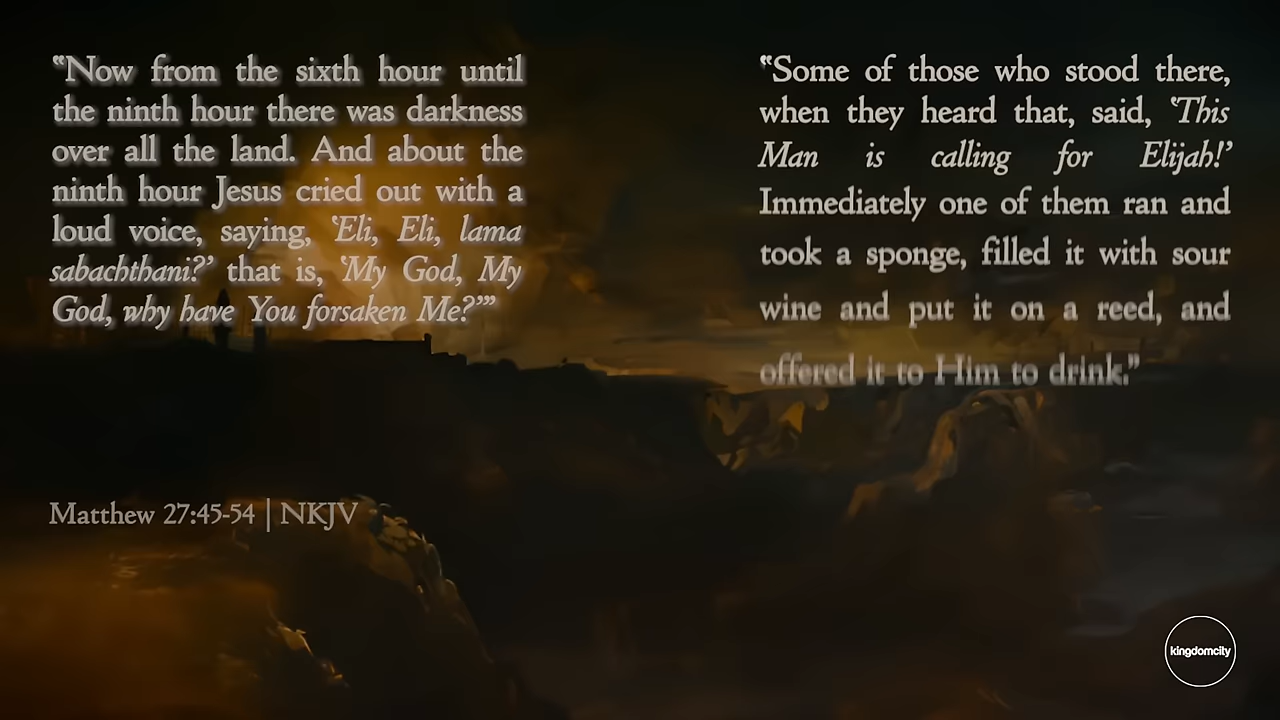 “Now from the sixth hour until
the ninth hour there was darkness
over all the land. And about the
ninth hour Jesus cried out with a
loud voice, saying, ‘Eli, Eli, lama
sabachthani?’ that is, ‘My God, My
God, why have You forsaken Me?’”
“Some of those who stood there,
when they heard that, said, ‘This
Man is calling for Elijah!’
Immediately one of them ran and
took a sponge, filled it with sour
wine and put it on a reed, and
offered it to Him to drink.”
Matthew 27:45-54 | NKJV
kingdomcity